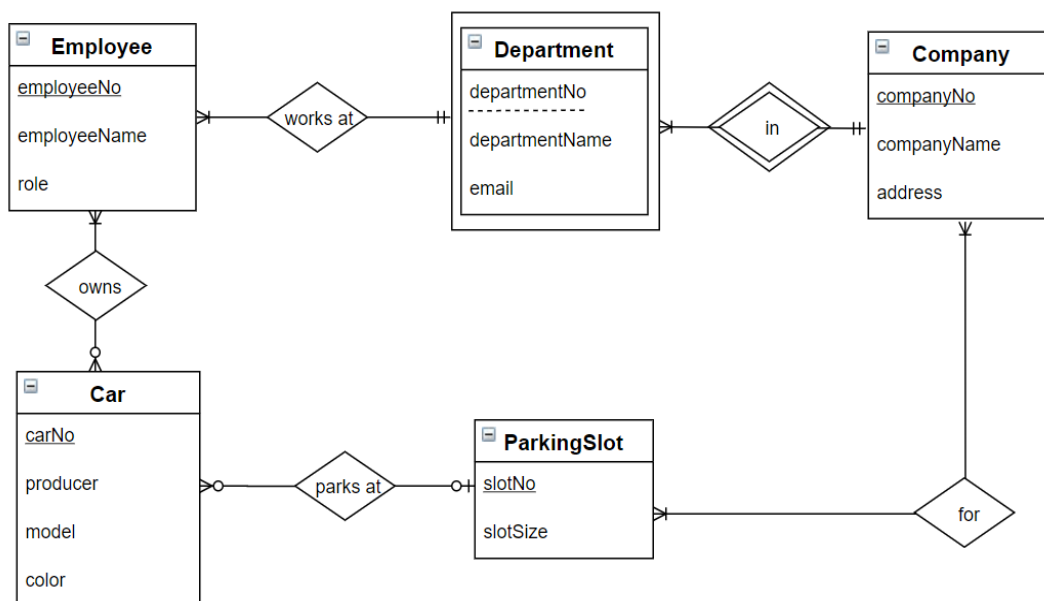 Employee
employeeNo
employeeName
role
works at
Department
departmentNo
departmentName
email
in
Company
companyNo
companyName
address
owns
Car
carNo
producer
model
color
parks at
ParkingSlot
slotNo
slotSize
for